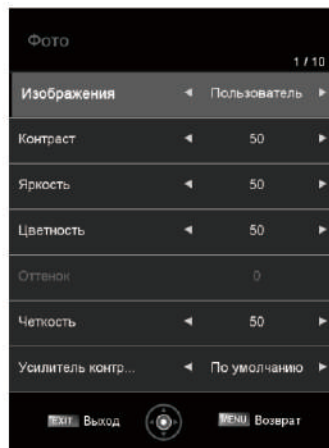 Фото
1 / 10
Изображения ◄ Пользователь ►
Контраст ◄ 50 ►
Яркость ◄ 50 ►
Цветность ◄ 50 ►
Оттенок 0
Четкость ◄ 50 ►
Усилитель контр... ◄ По умолчанию ►
EXIT Выход MENU Возврат